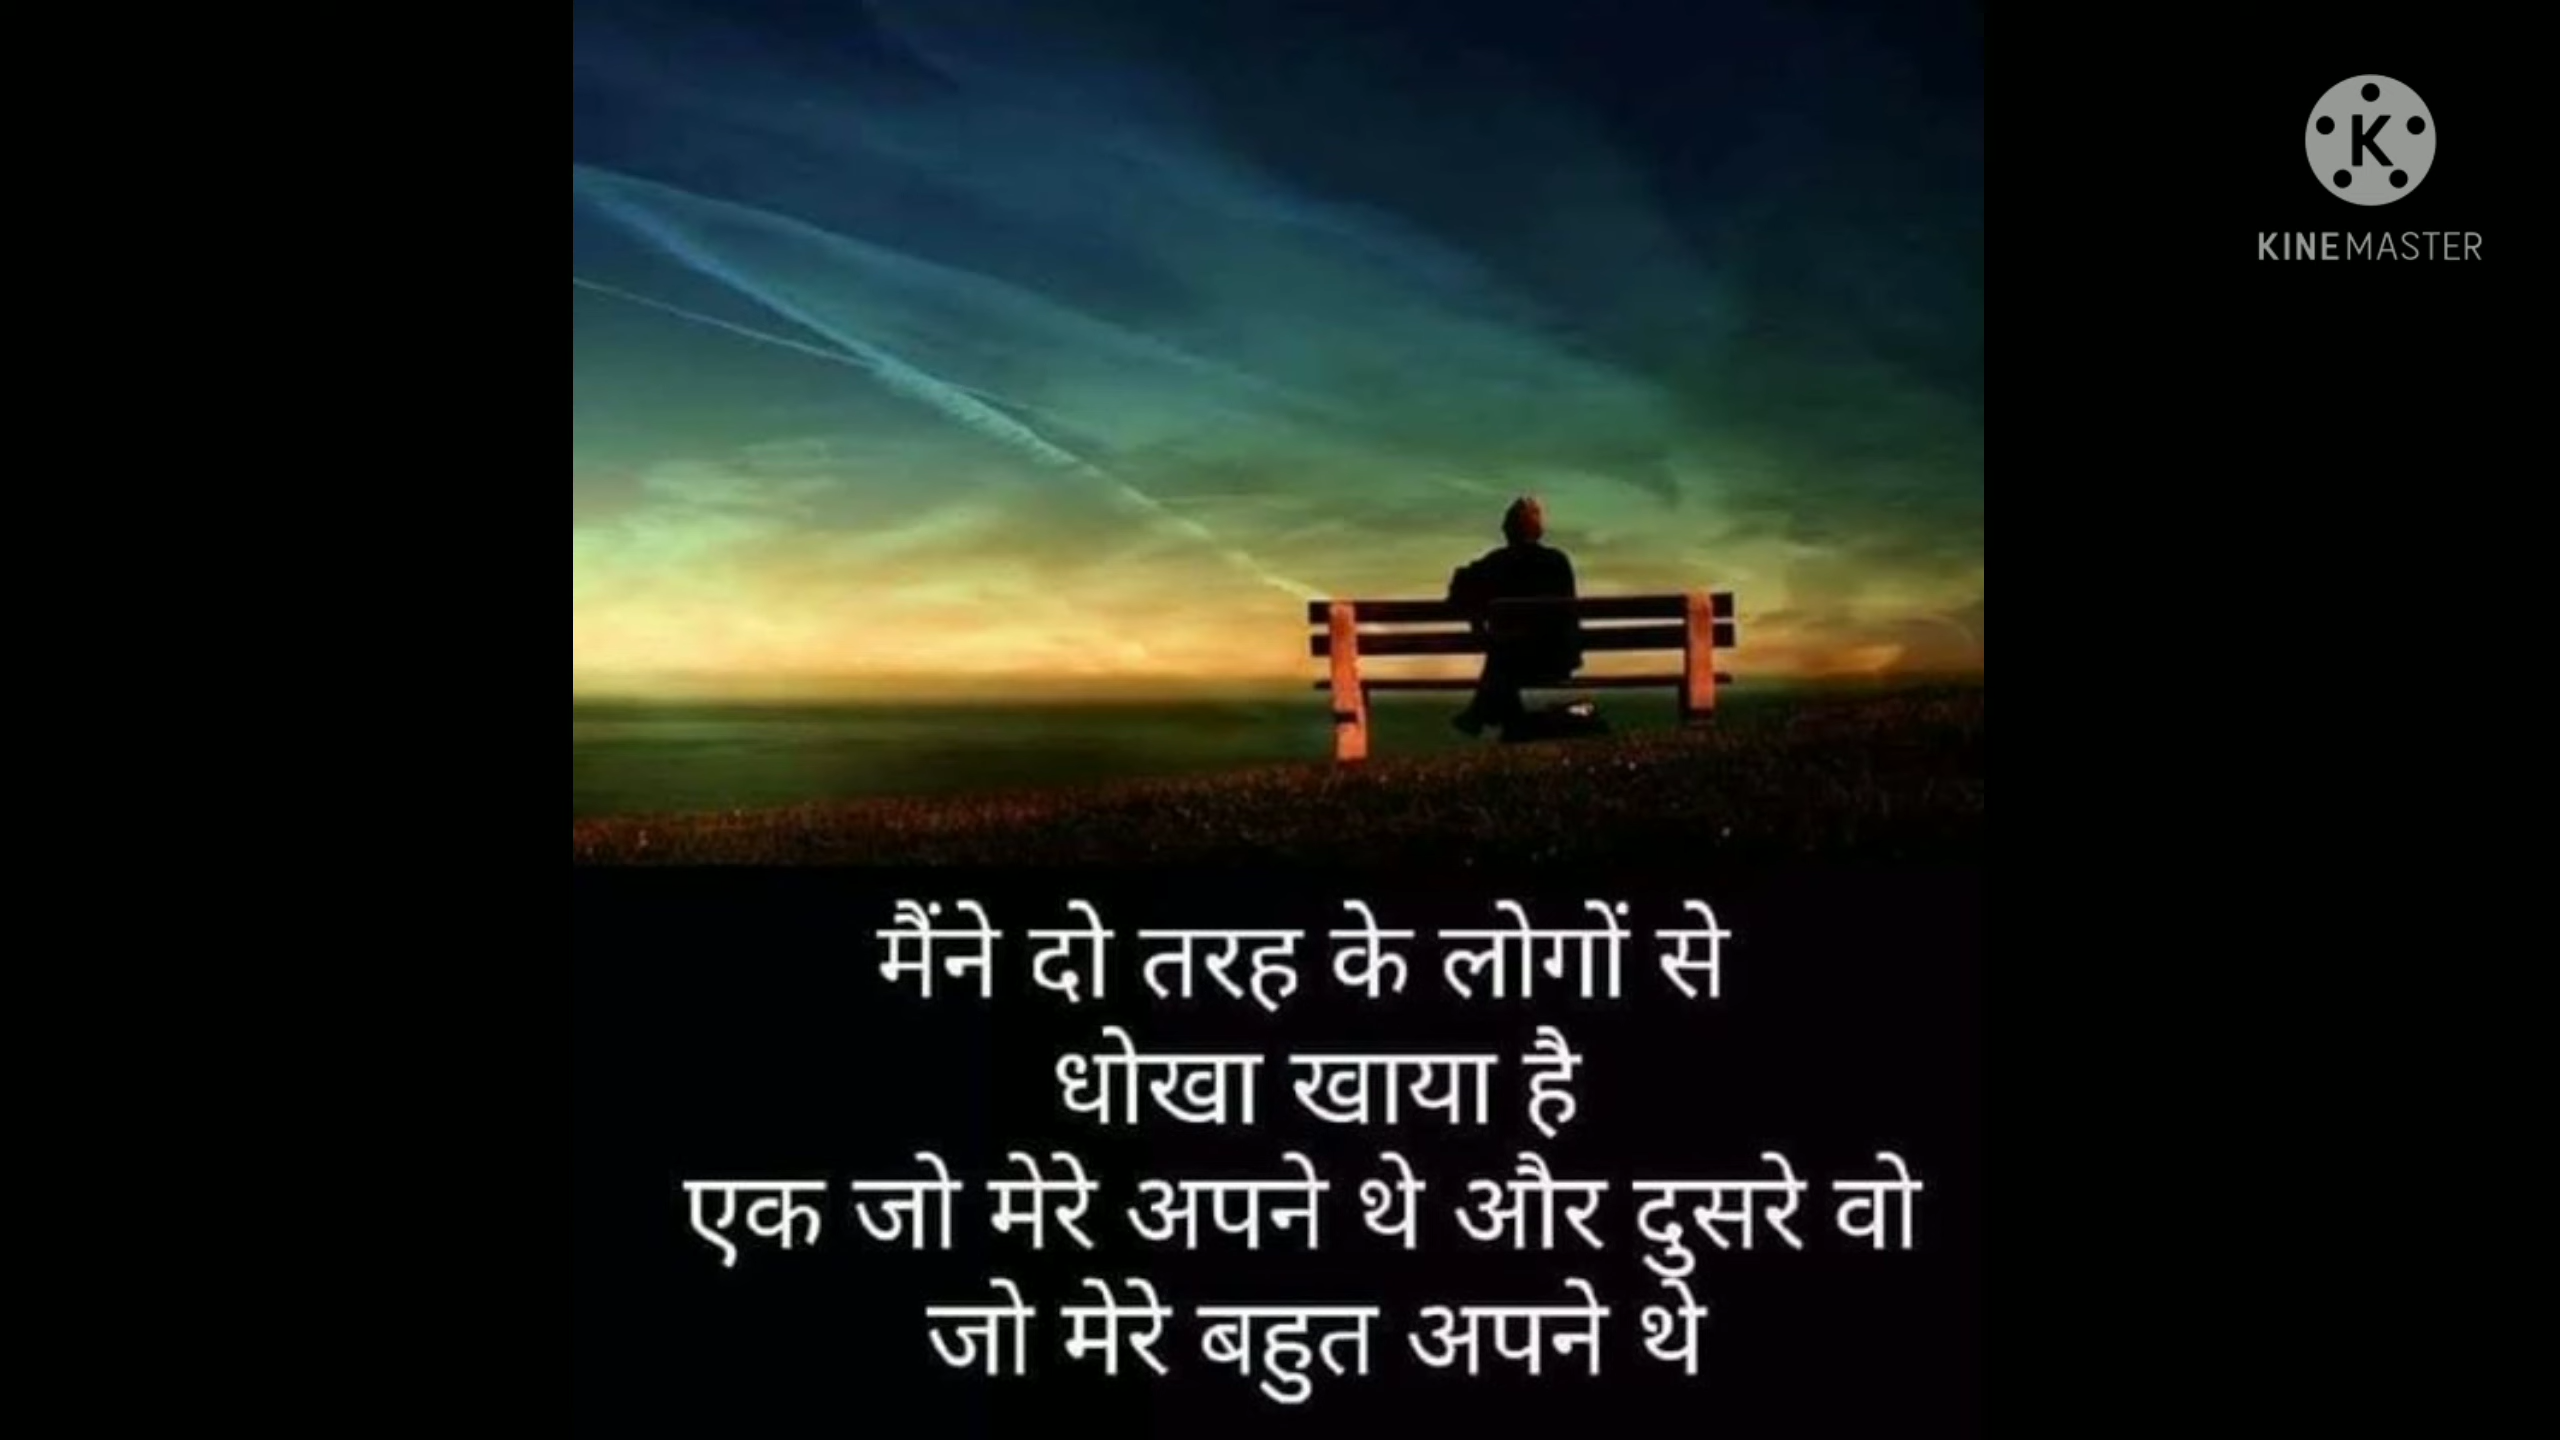 KINEMASTER
मैंने दो तरह के लोगों से
धोखा खाया है
एक जो मेरे अपने थे और दुसरे वो
जो मेरे बहुत अपने थे